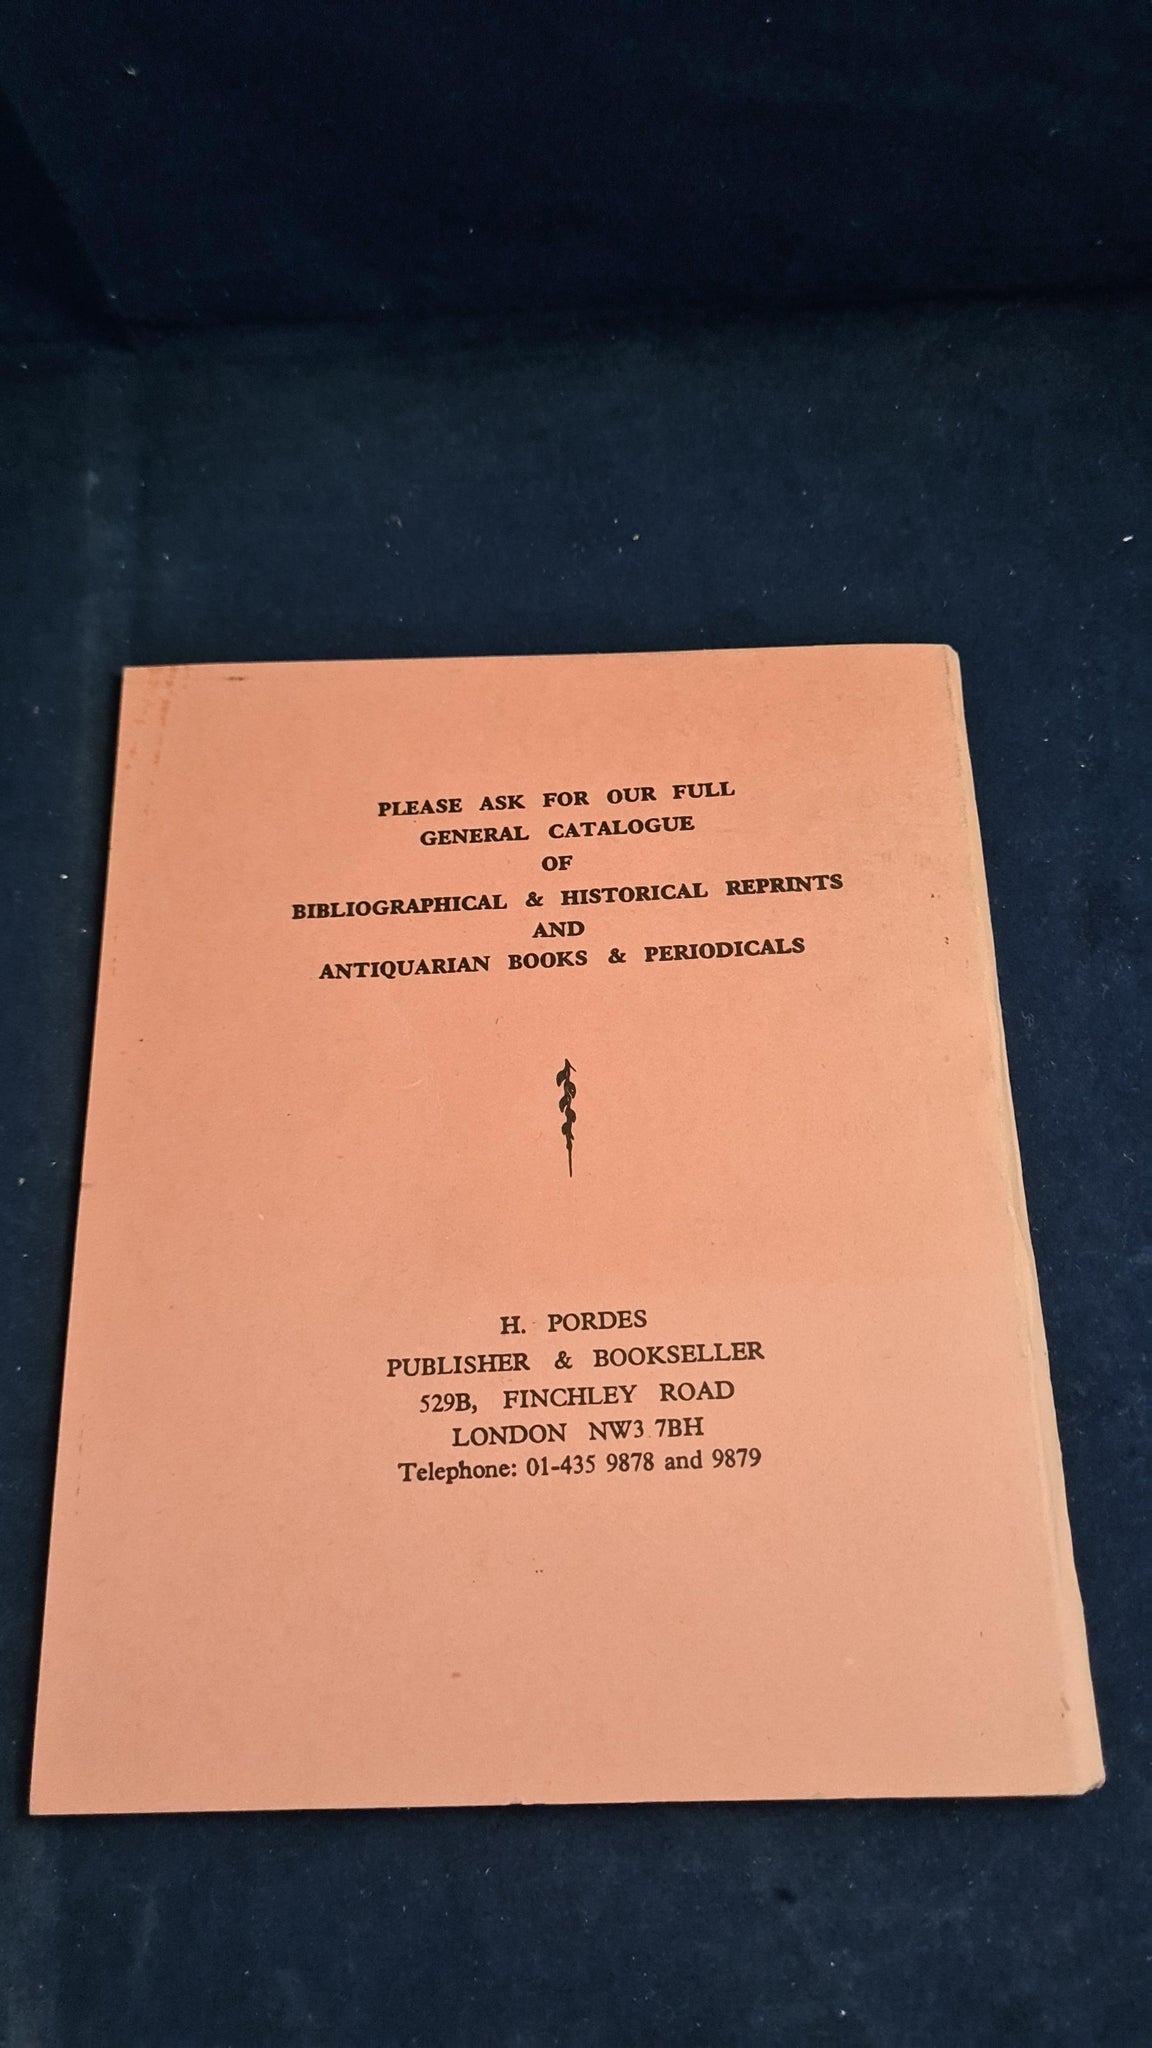 PLEASE ASK FOR OUR FULL
GENERAL CATALOGUE
OF
BIBLIOGRAPHICAL & HISTORICAL REPRINTS
AND
ANTIQUARIAN BOOKS & PERIODICALS
H. PORDES
PUBLISHER & BOOKSELLER
529B, FINCHLEY ROAD
LONDON NW3 7BH
Telephone: 01-435 9878 and 9879